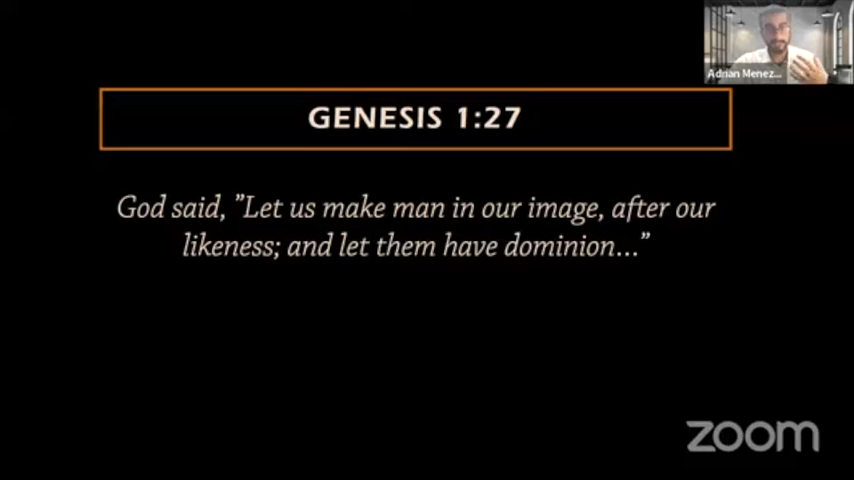 Adrian Menez...
GENESIS 1:27
God said, ”Let us make man in our image, after our
likeness; and let them have dominion...”
zoom